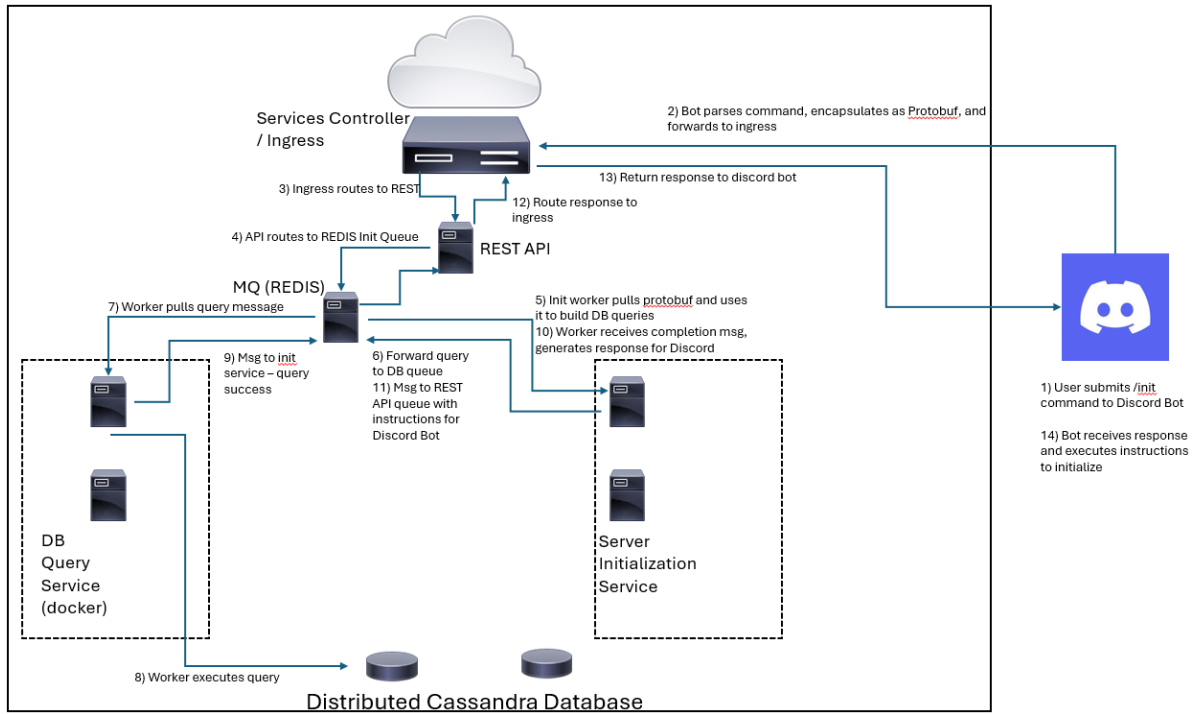 Services Controller
/ Ingress
2) Bot parses command, encapsulates as Protobuf, and
forwards to ingress
13) Return response to discord bot
3) Ingress routes to REST
12) Route response to
ingress
4) API routes to REDIS Init Queue
REST API
MQ (REDIS)
7) Worker pulls query message
5) Init worker pulls protobuf and uses
it to build DB queries
10) Worker receives completion msg,
generates response for Discord
9) Msg to init
service – query
success
6) Forward query
to DB queue
11) Msg to REST
API queue with
instructions for
Discord Bot
1) User submits /init
command to Discord Bot
14) Bot receives response
and executes instructions
to initialize
DB
Query
Service
(docker)
Server
Initialization
Service
8) Worker executes query
Distributed Cassandra Database